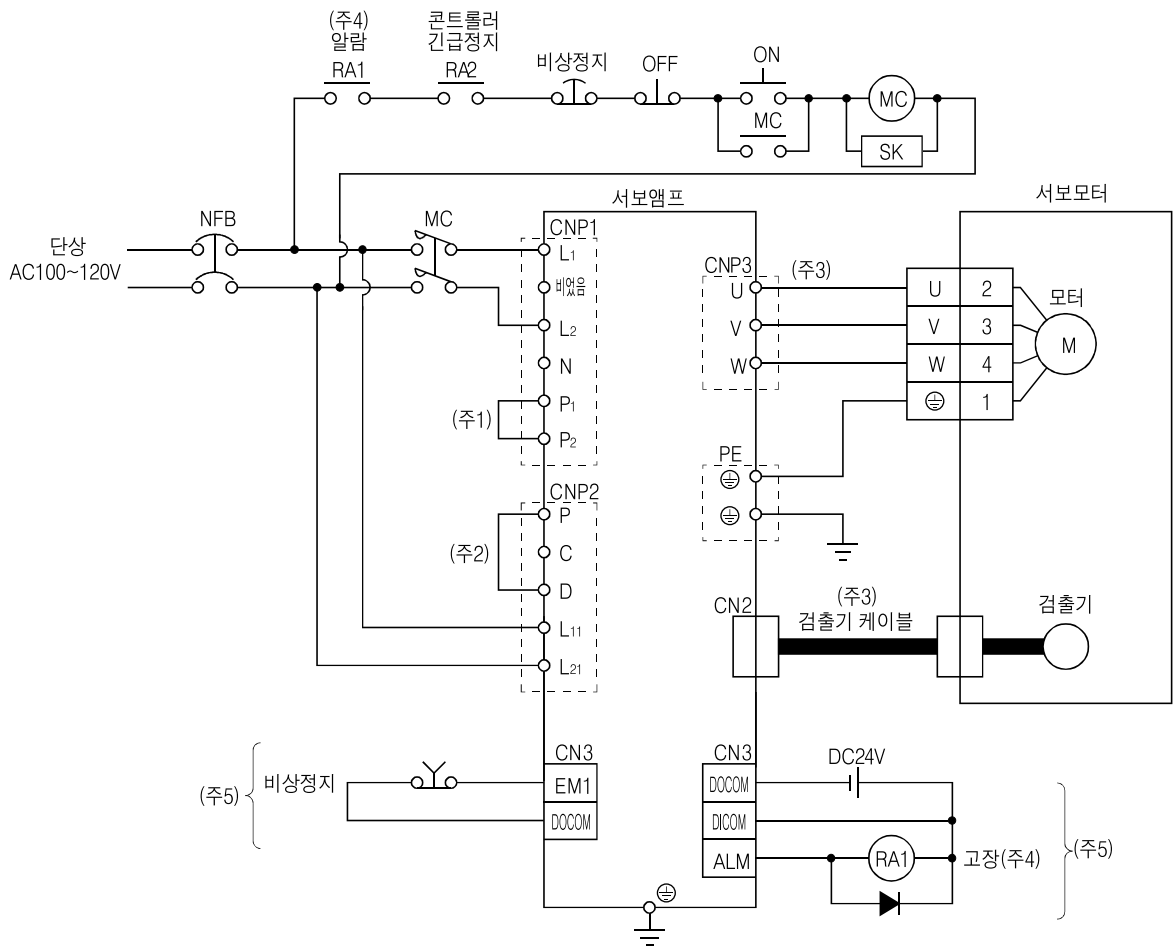 (주4)
알람
RA1
콘트롤러
긴급정지
RA2
비상정지
OFF
ON
MC
MC
SK
NFB
단상
AC100~120V
MC
서보앰프
서보모터
CNP1
L1
비었음
L2
N
P1
P2
(주1)
CNP3
U
V
W
(주3)
U
2
V
3
W
4
1
모터
M
PE
CNP2
P
C
D
L11
L21
(주2)
CN2
(주3)
검출기 케이블
검출기
(주5)
비상정지
CN3
EM1
DOCOM
CN3
DOCOM
DICOM
ALM
DC24V
RA1
고장(주4)
(주5)